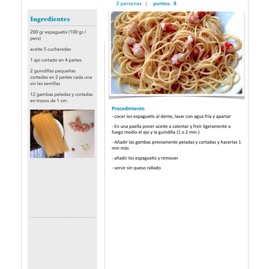 2 personas | puntos: 8
Ingredientes
200 gr espaguetis (100 gr /
pers)
aceite 5 cucharadas
1 ajo cortado en 4 partes
2 guindillas pequeñas
cortadas en 2 partes cada una
sin las semillas
12 gambas peladas y cortadas
en trozos de 1 cm.
Procedimiento
- cocer los espaguetis al dente, lavar con agua fría y apartar
- En una paella poner aceite a calentar y freír ligeramente a
fuego medio el ajo y la guindilla (1 o 2 min.)
- Añadir las gambas previamente peladas y cortadas y hacerlas 1
min más
- añadir los espaguetis y remover
- servir sin queso rallado